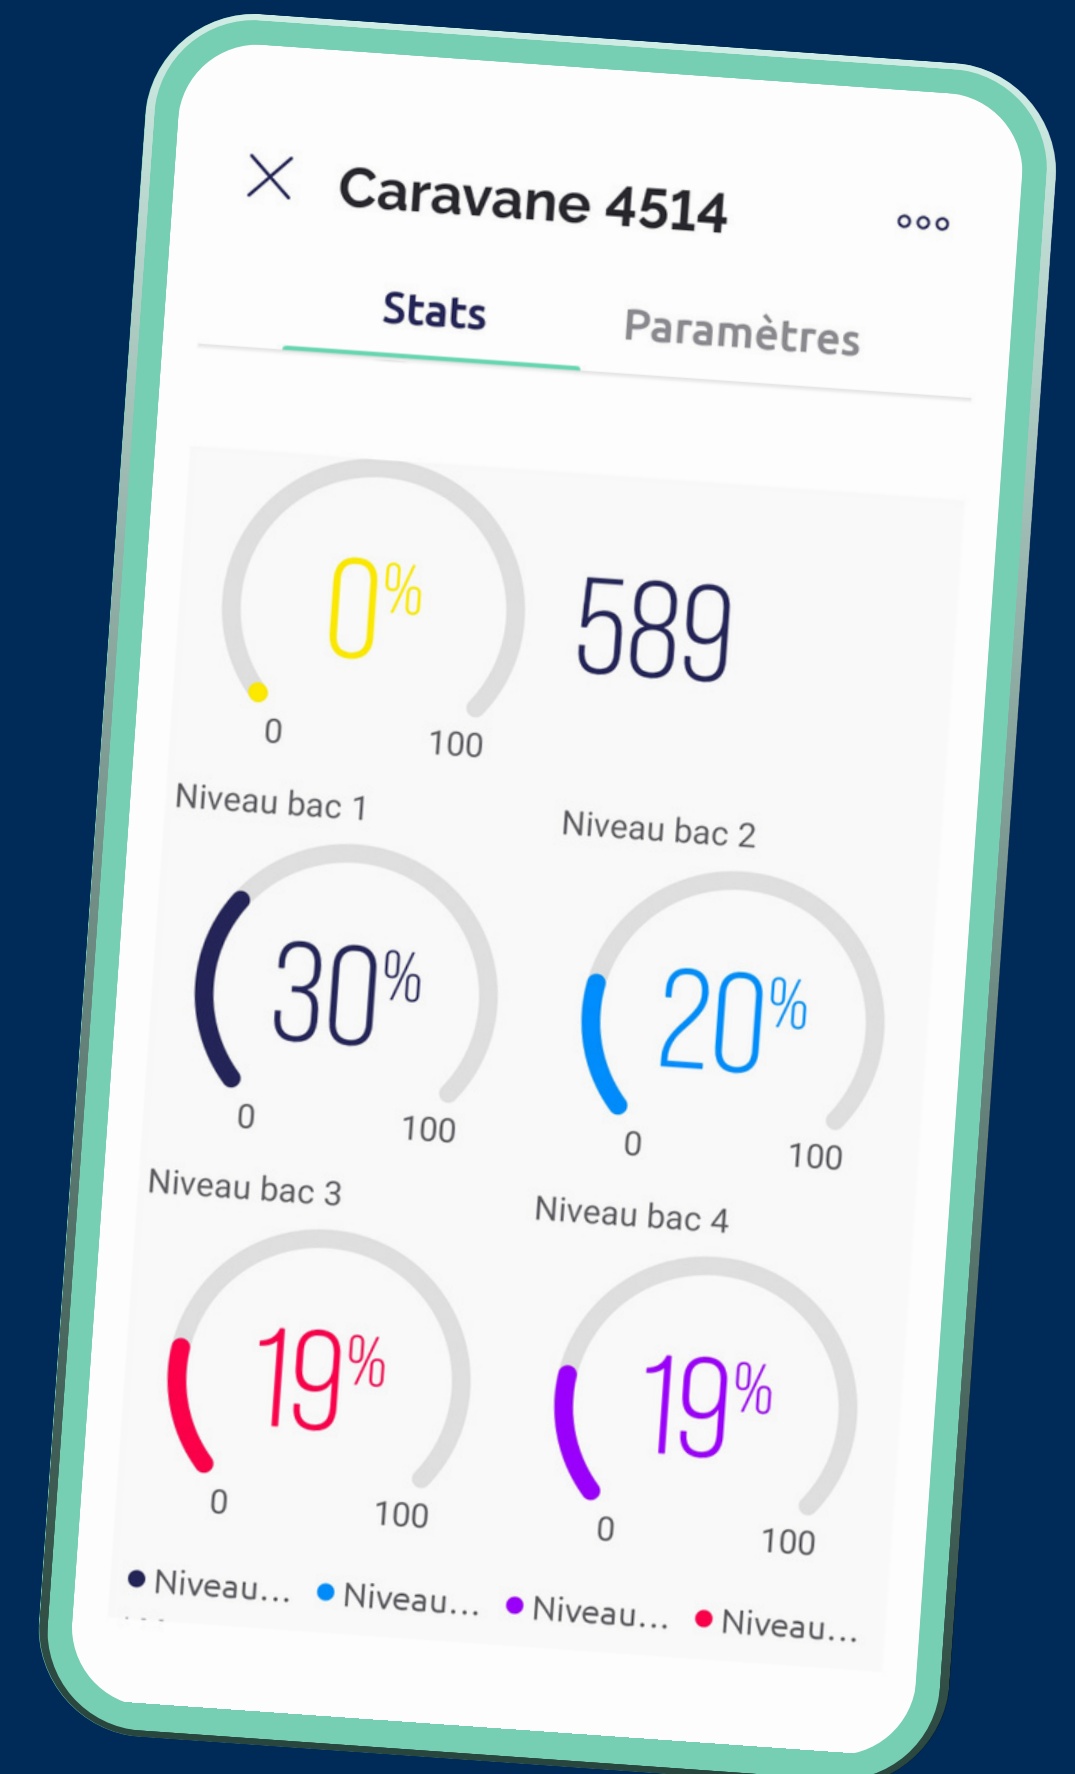 Caravane 4514
Stats Paramètres
0% 589
0 100
Niveau bac 1 Niveau bac 2
30% 20%
0 100 0 100
Niveau bac 3 Niveau bac 4
19% 19%
0 100 0 100
Niveau... Niveau... Niveau... Niveau...